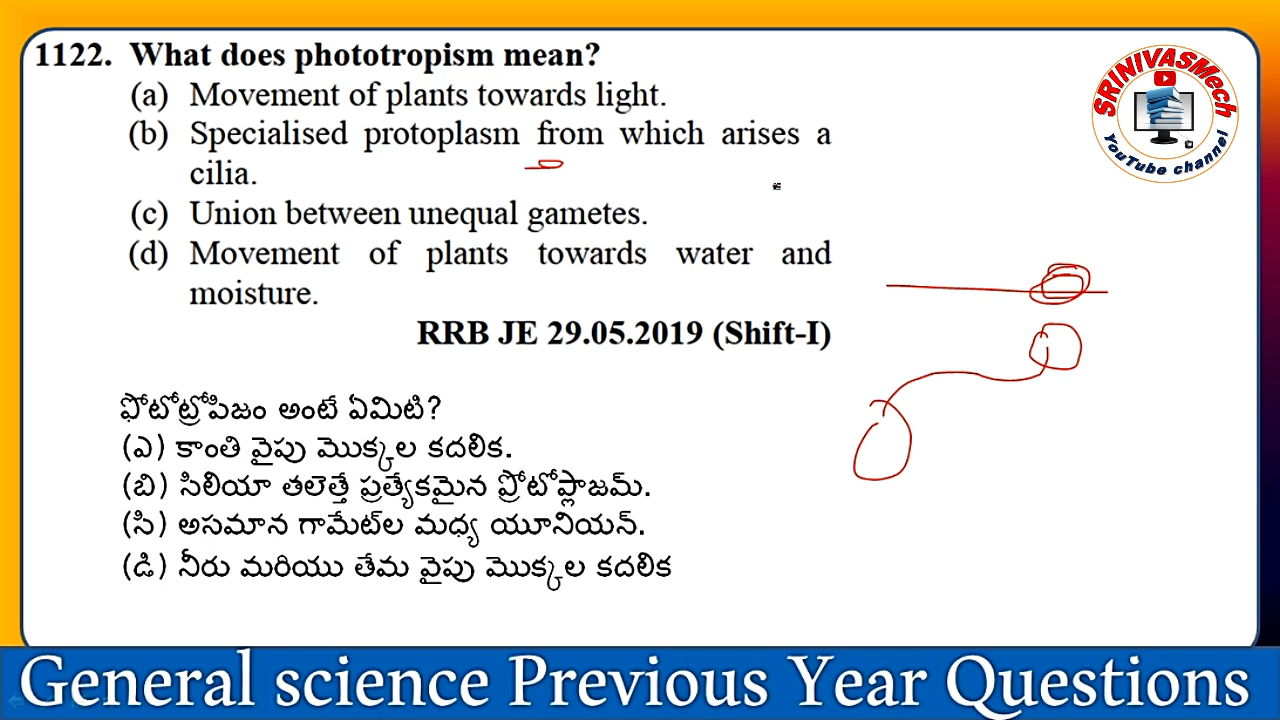 1122. What does phototropism mean?
(a) Movement of plants towards light.
(b) Specialised protoplasm from which arises a
cilia.
(c) Union between unequal gametes.
(d) Movement of plants towards water and
moisture.
RRB JE 29.05.2019 (Shift-I)
ఫోటోట్రోపిజం అంటే ఏమిటి?
(ఎ) కాంతి వైపు మొక్కల కదలిక.
(బి) సిలియా తలెత్తే ప్రత్యేకమైన ప్రోటోప్లాజమ్.
(సి) అసమాన గామేట్‌ల మధ్య యూనియన్.
(డి) నీరు మరియు తేమ వైపు మొక్కల కదలిక
SRINIVASMech
YouTube channel
General science Previous Year Questions